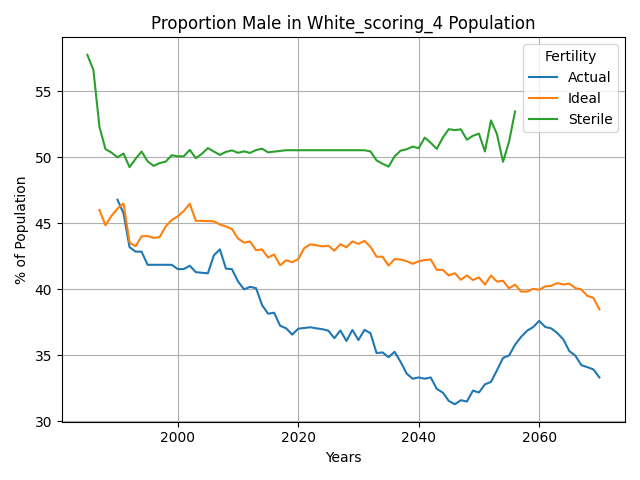 Proportion Male in White_scoring_4 Population
Fertility
Actual
Ideal
Sterile
% of Population
55
50
45
40
35
30
2000
2020
2040
2060
Years